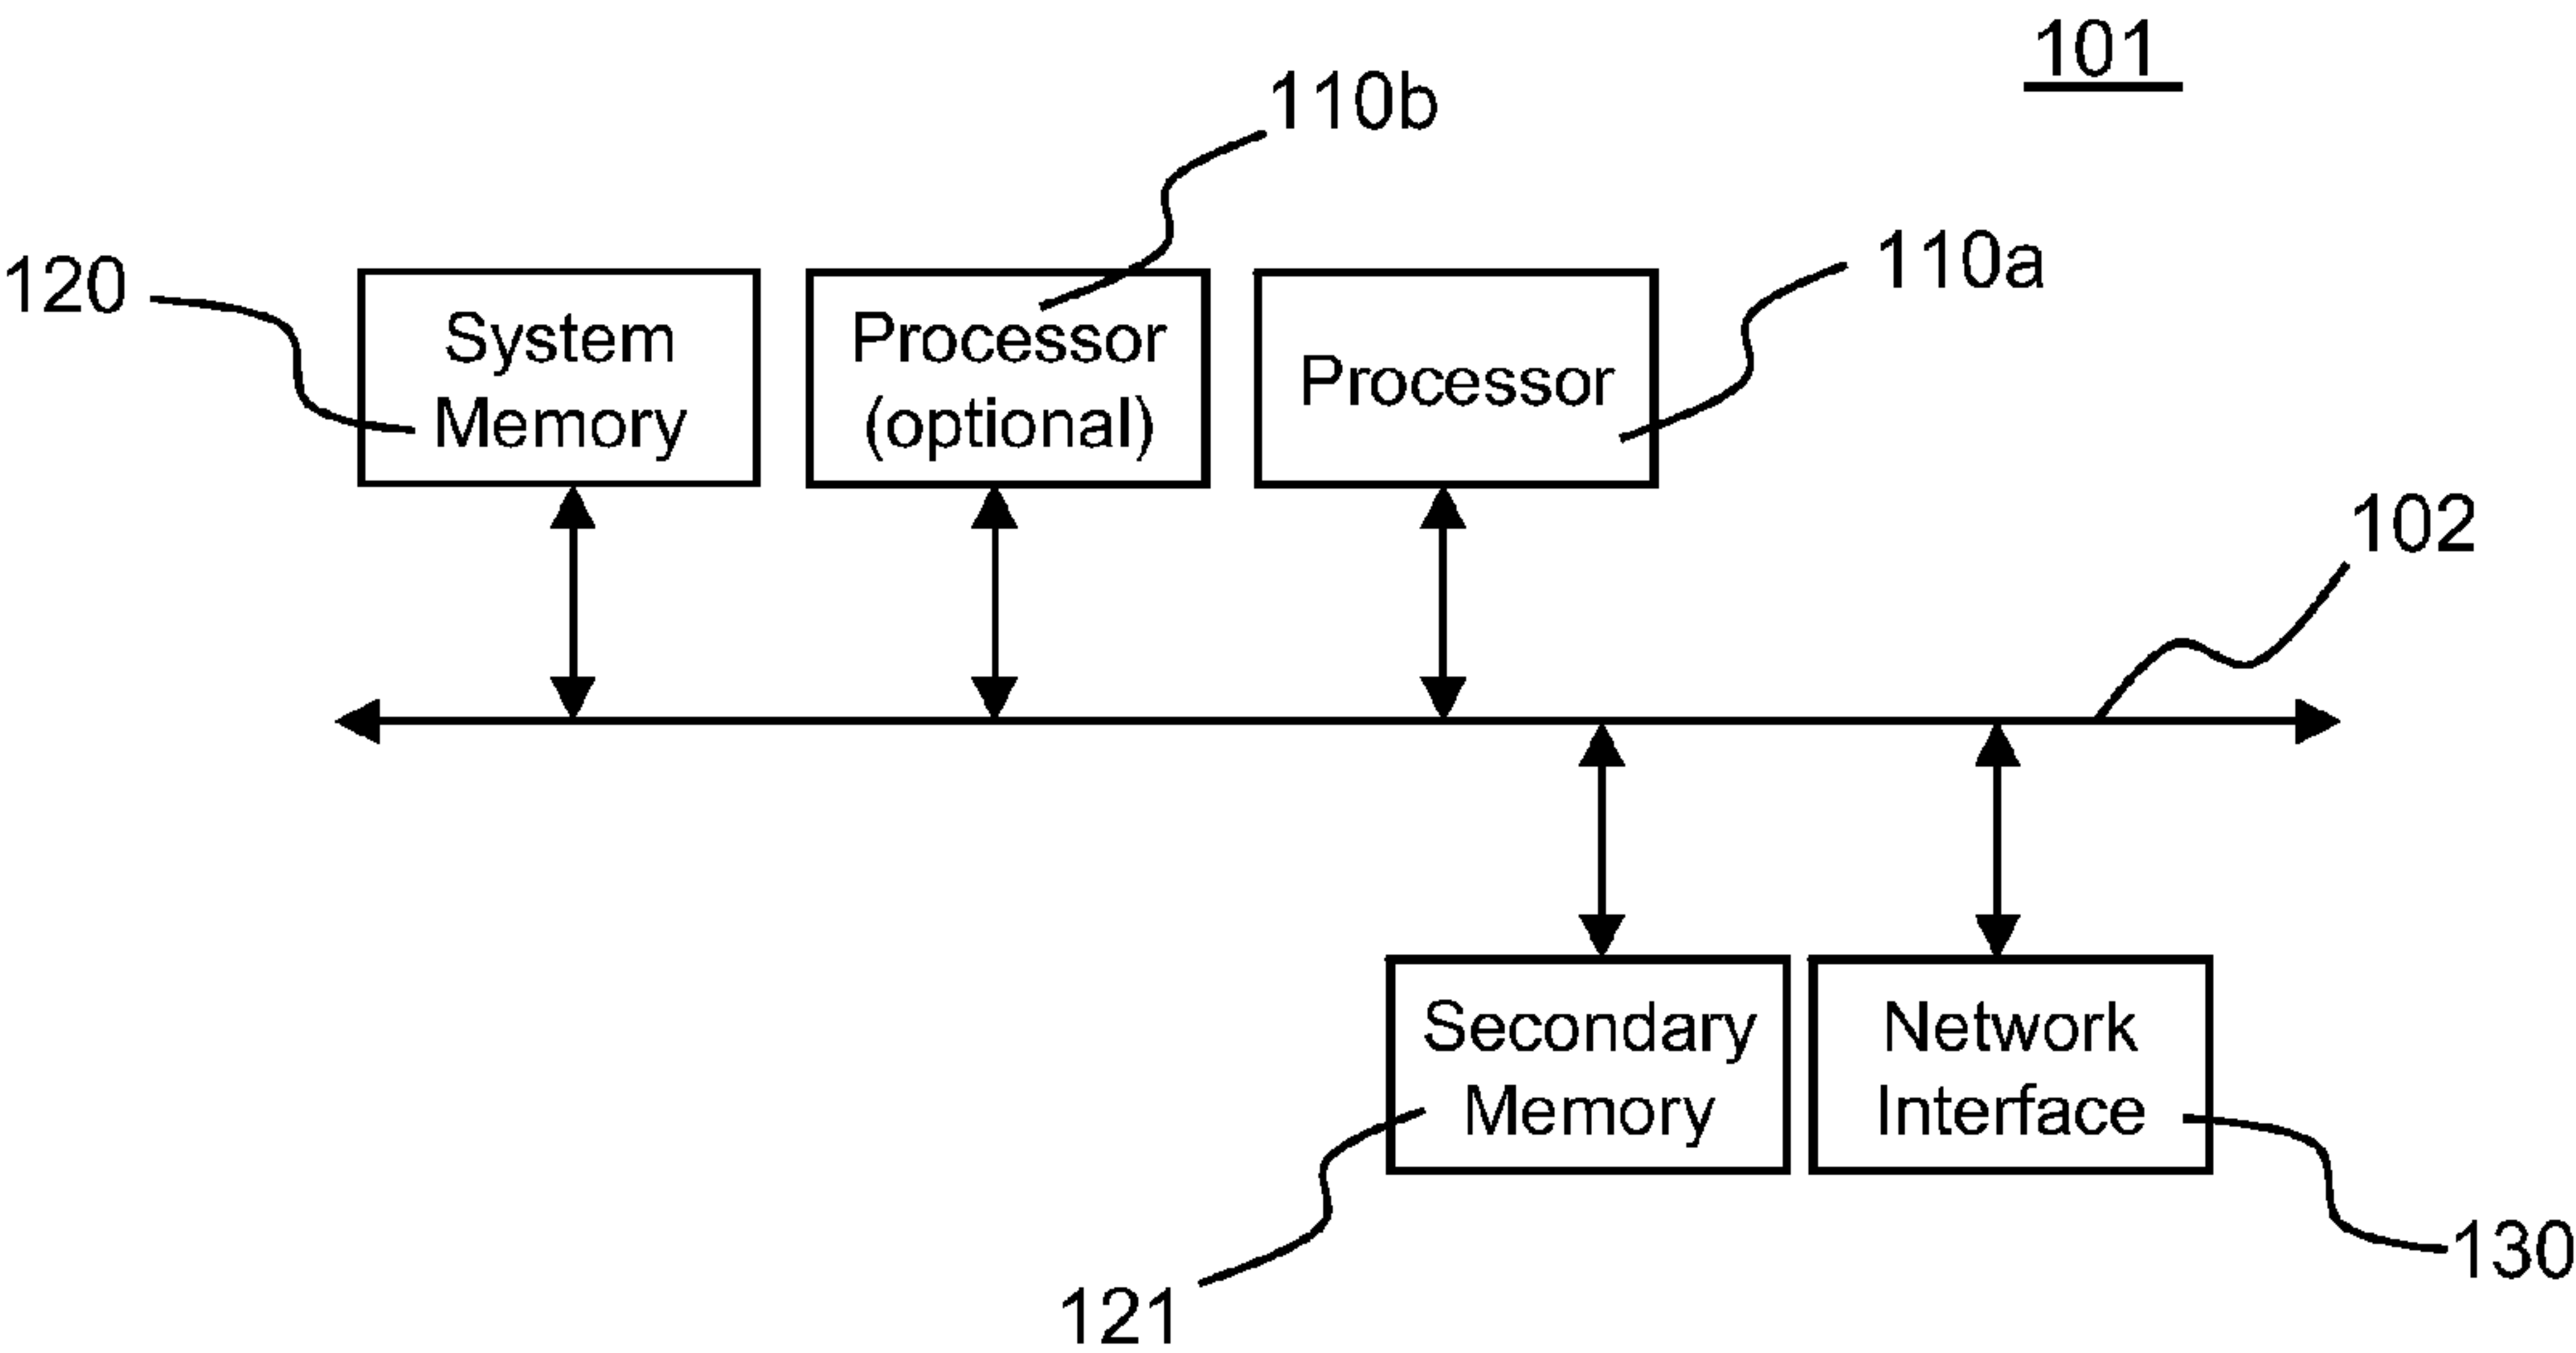 101
110b
110a
120
System
Memory
Processor
(optional)
Processor
102
Secondary
Memory
Network
Interface
130
121